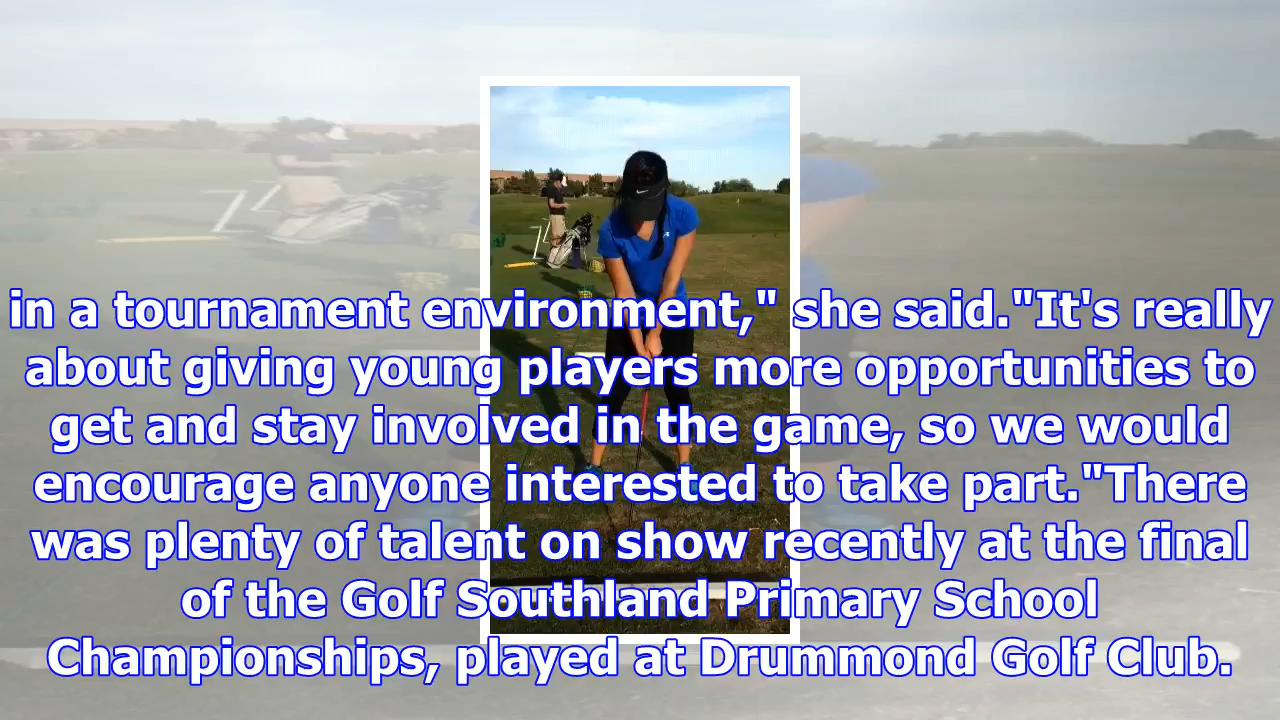 in a tournament environment," she said."It's really
about giving young players more opportunities to
get and stay involved in the game, so we would
encourage anyone interested to take part."There
was plenty of talent on show recently at the final
of the Golf Southland Primary School
Championships, played at Drummond Golf Club.